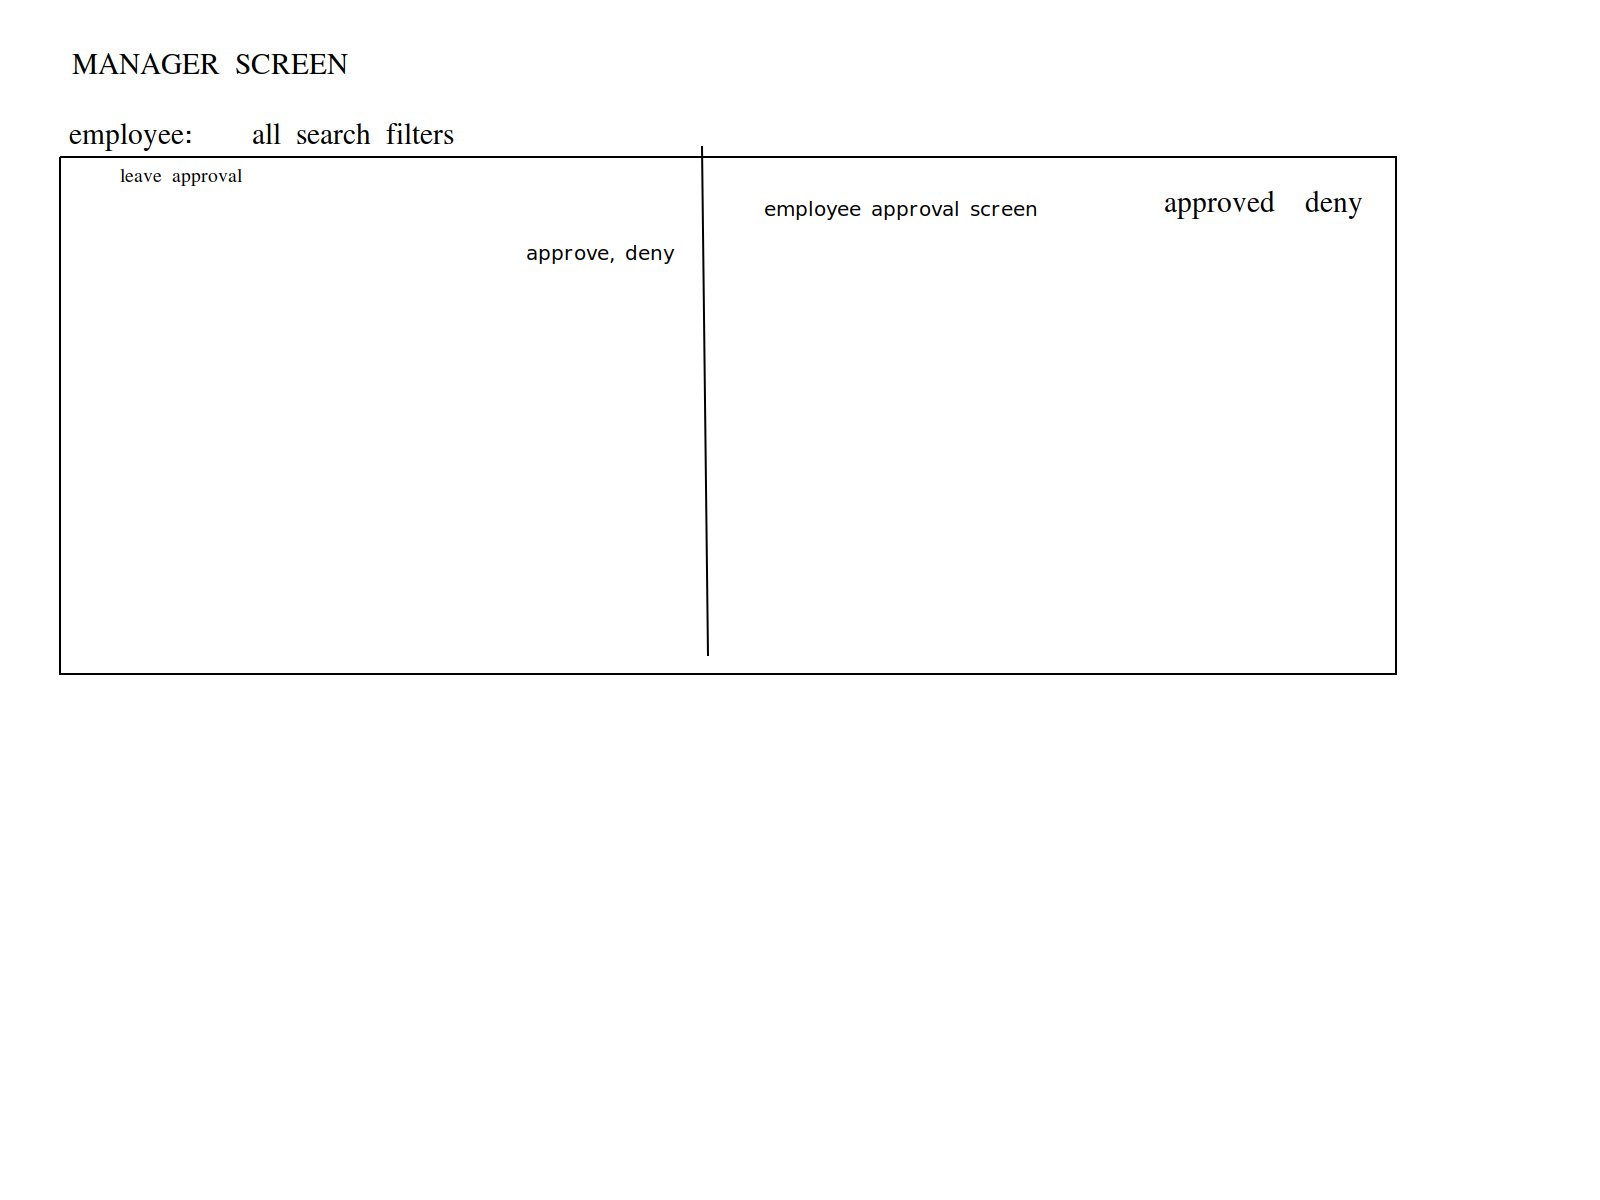 MANAGER SCREEN
employee: all search filters
leave approval
approve, deny
employee approval screen
approved deny